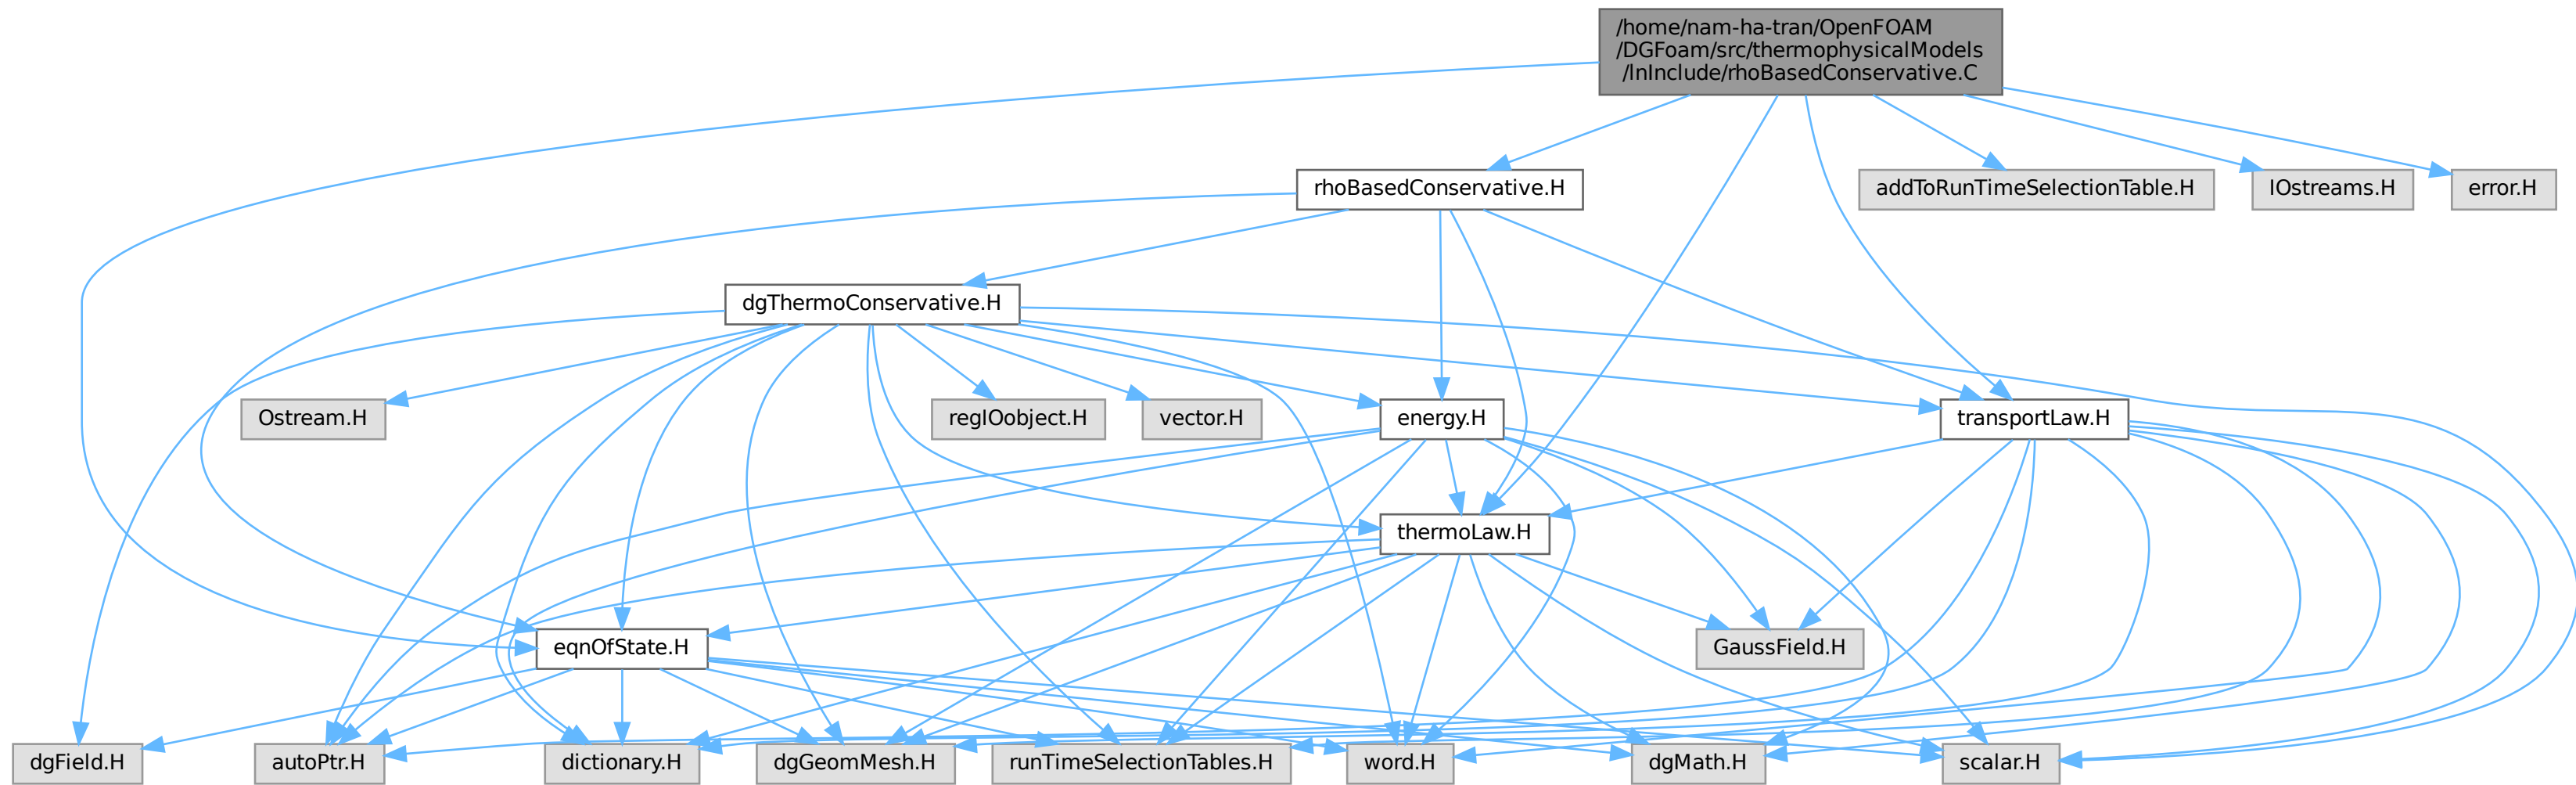 /home/nam-ha-tran/OpenFOAM
/DGFoam/src/thermophysicalModels
/lnInclude/rhoBasedConservative.C
rhoBasedConservative.H
addToRunTimeSelectionTable.H
IOstreams.H
error.H
dgThermoConservative.H
Ostream.H
regIOobject.H
vector.H
energy.H
transportLaw.H
thermoLaw.H
eqnOfState.H
GaussField.H
dgField.H
autoPtr.H
dictionary.H
dgGeomMesh.H
runTimeSelectionTables.H
word.H
dgMath.H
scalar.H